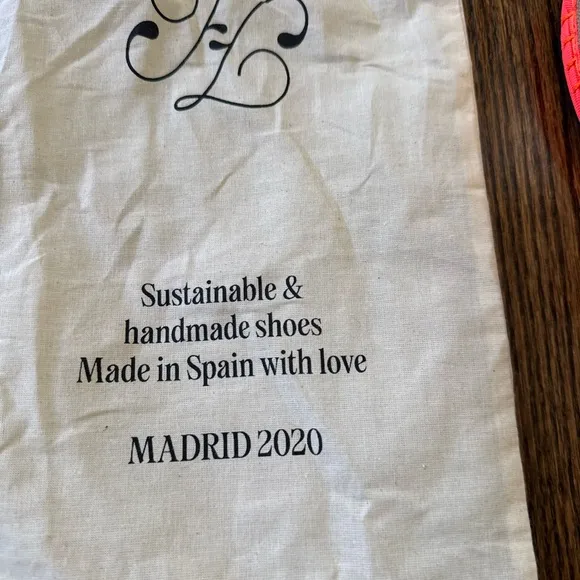 Sustainable &
handmade shoes
Made in Spain with love
MADRID 2020